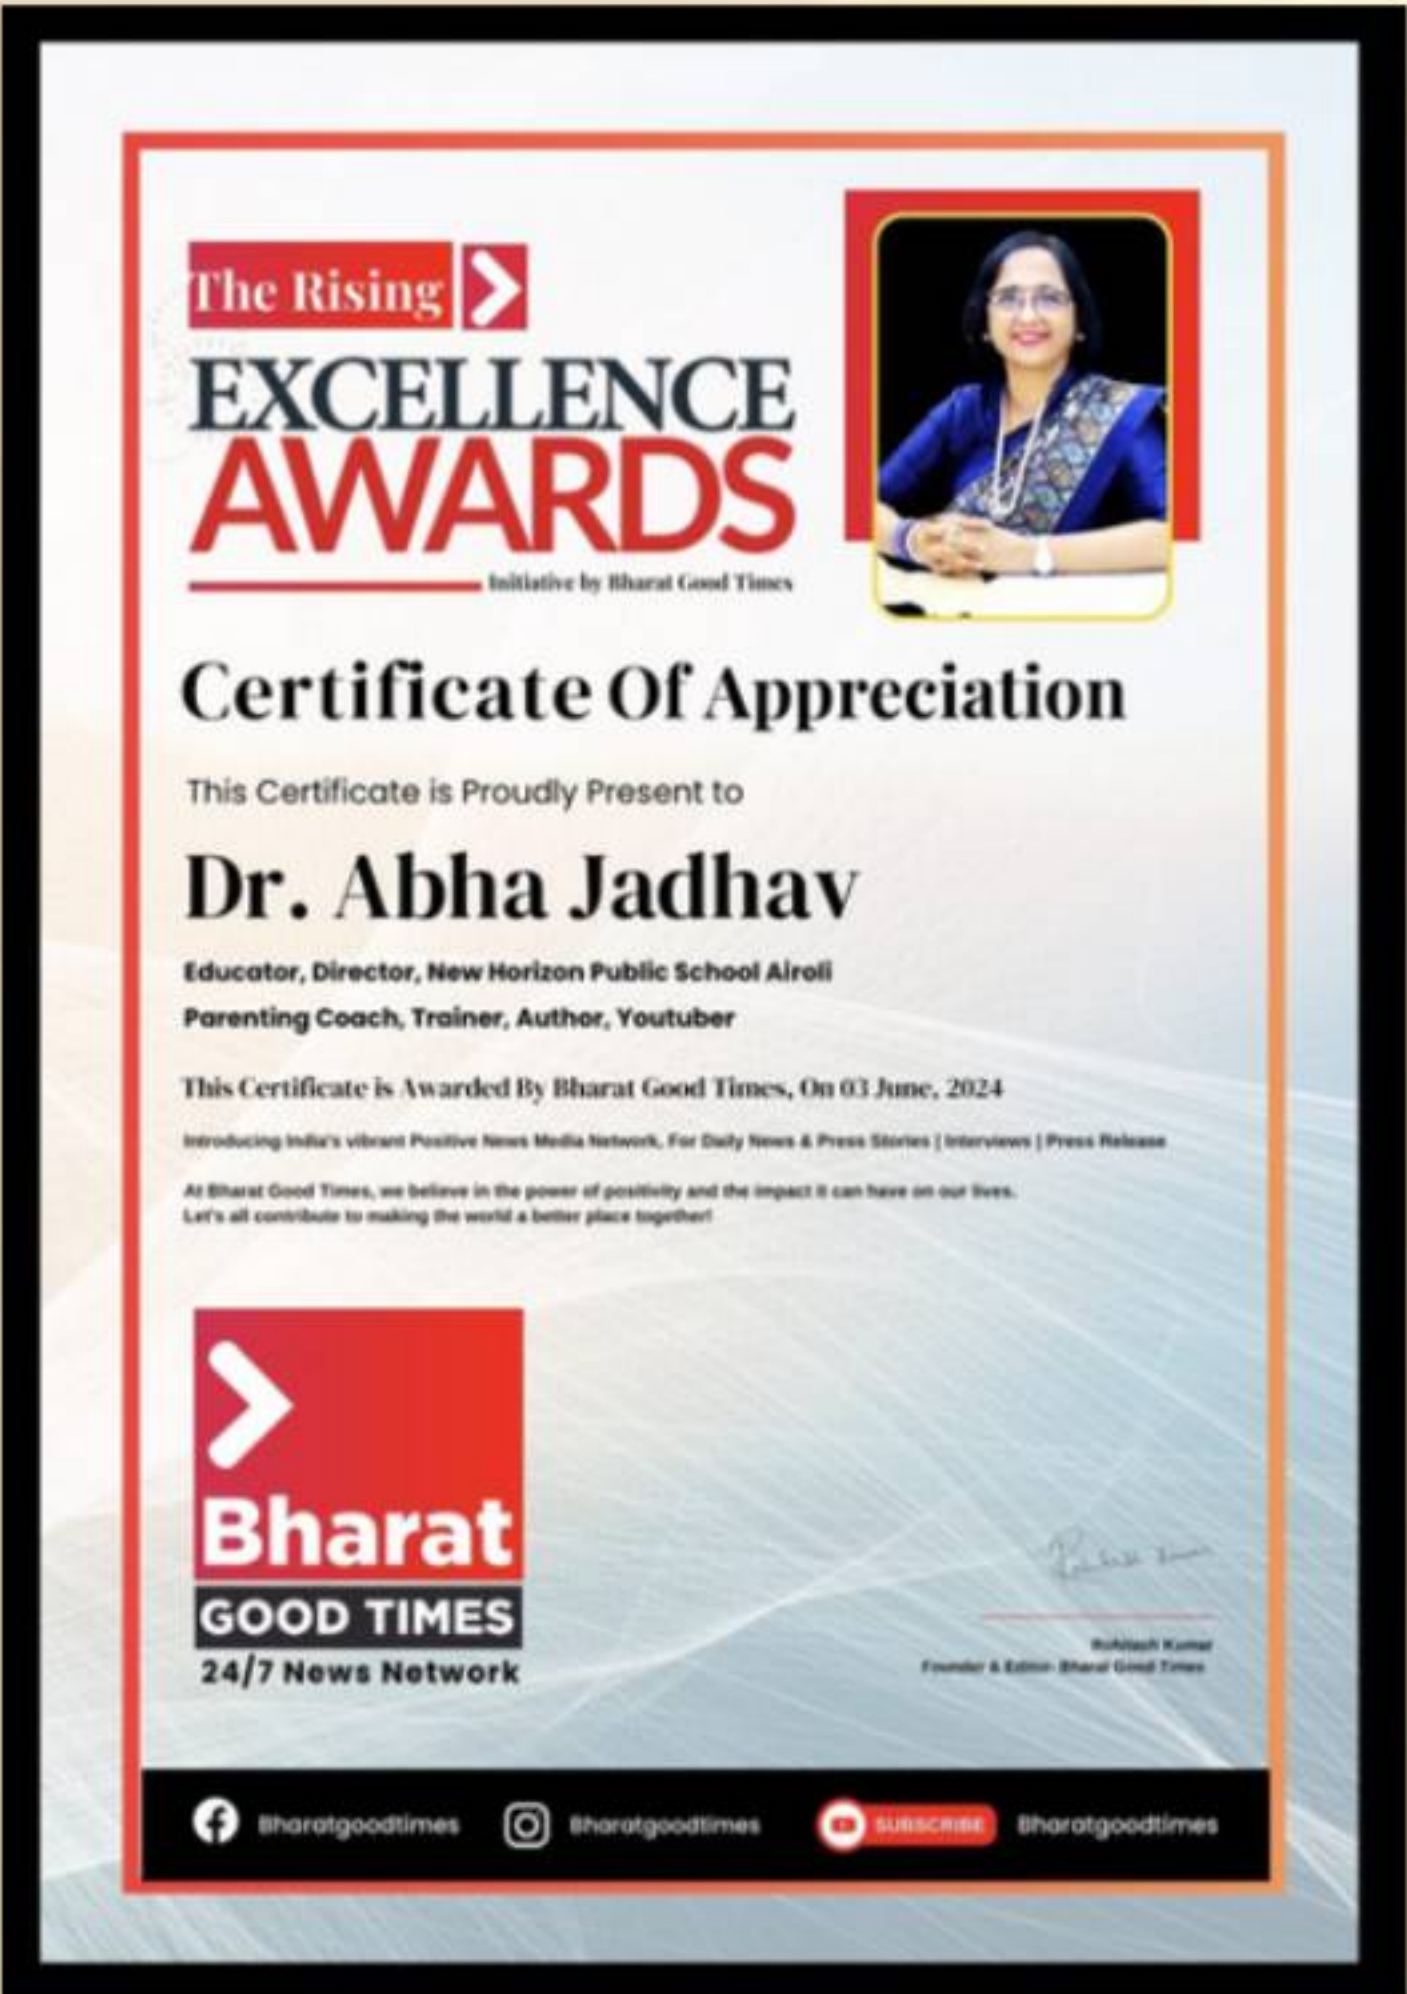 The Rising
EXCELLENCE
AWARDS
Initiative by Bharat Good Times
Certificate Of Appreciation
This Certificate is Proudly Present to
Dr. Abha Jadhav
Educator, Director, New Horizon Public School Airoli
Parenting Coach, Trainer, Author, Youtuber
This Certificate is Awarded By Bharat Good Times, On 03 June, 2024
Introducing India's vibrant Positive News Media Network, For Daily News & Press Stories | Interviews | Press Release
At Bharat Good Times, we believe in the power of positivity and the impact it can have on our lives.
Let's all contribute to making the world a better place together!
Bharat
GOOD TIMES
24/7 News Network
Kumar
Founder & Editor- Bharat Good Times
Bharatgoodtimes
Bharatgoodtimes
SUBSCRIBE
Bharatgoodtimes